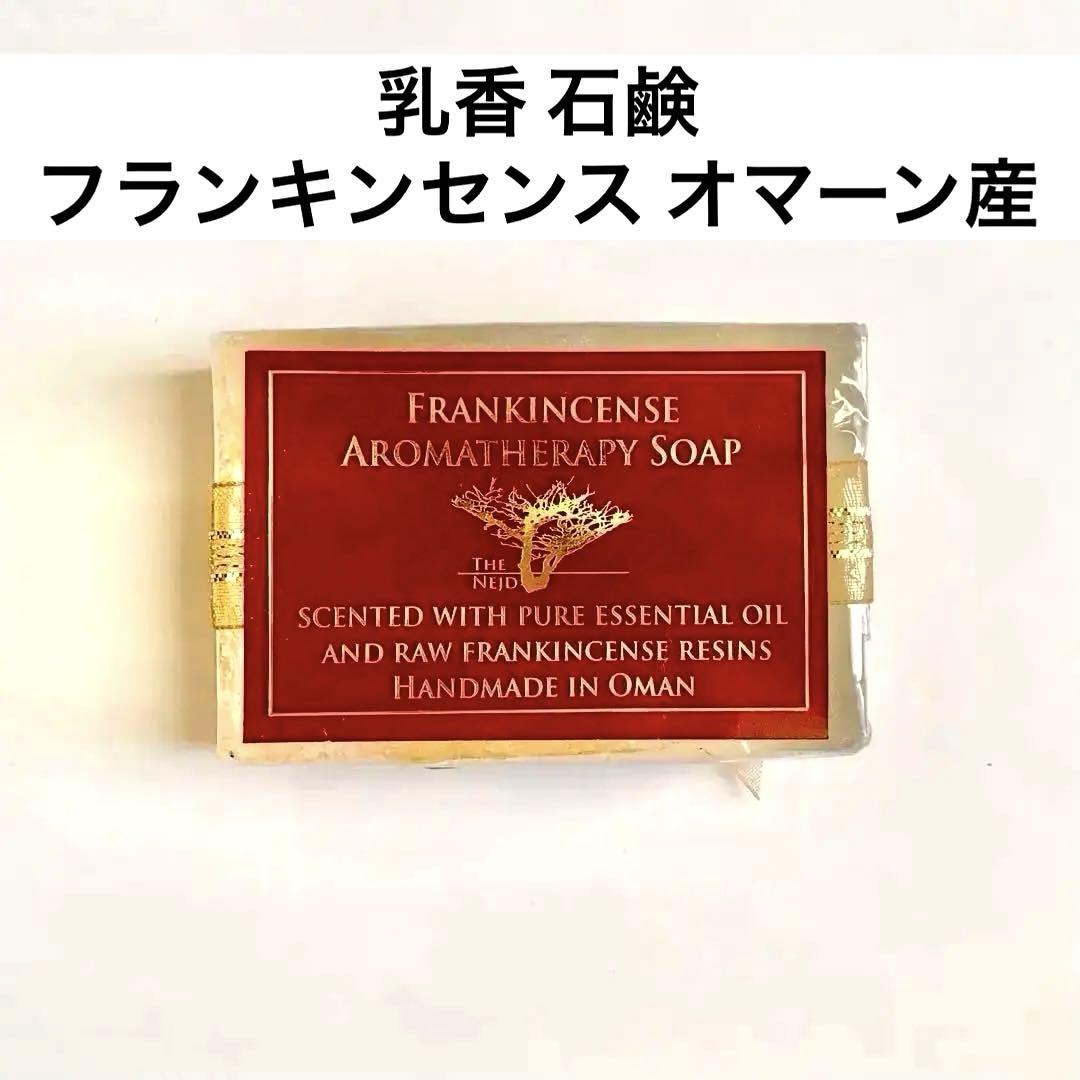 乳香 石鹸
フランキンセンス オマーン産
FRANKINCENSE
AROMATHERAPY SOAP
THE
NEJD
SCENTED WITH PURE ESSENTIAL OIL
AND RAW FRANKINCENSE RESINS
HANDMADE IN OMAN